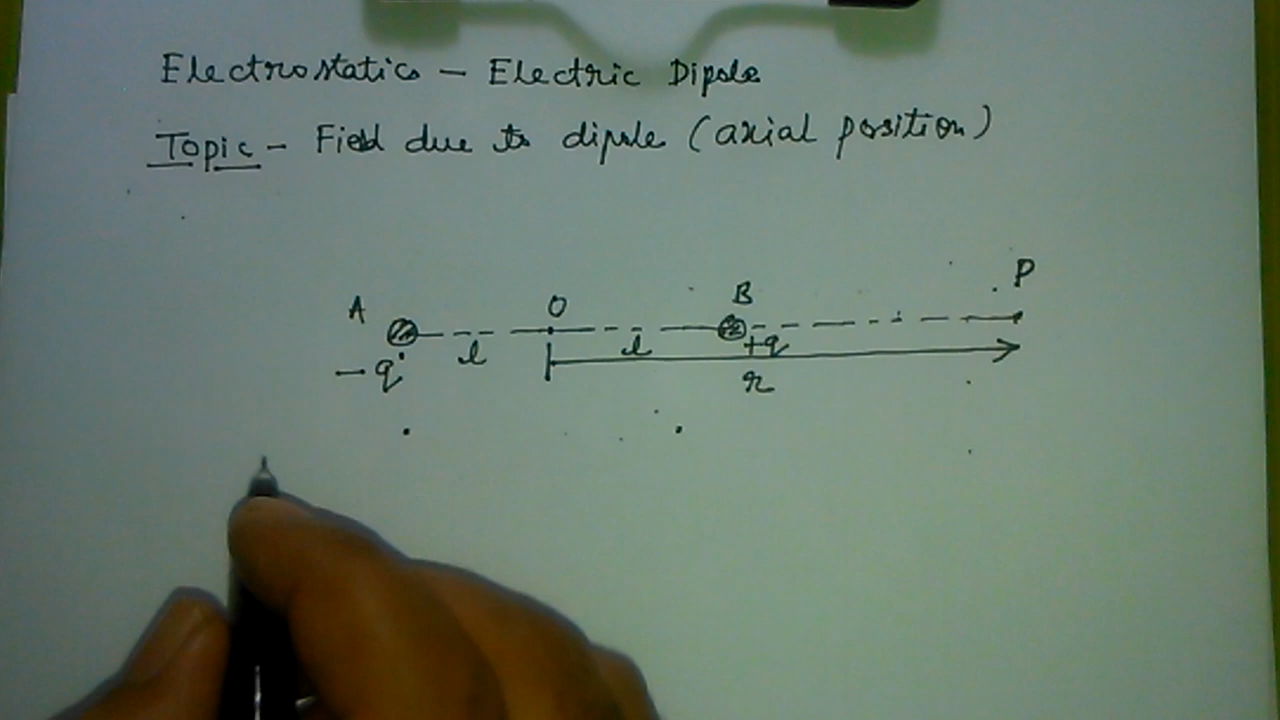 Electrostatics - Electric Dipole
Topic - Field due to dipole (axial position)
A O B P
-q l l +q
r